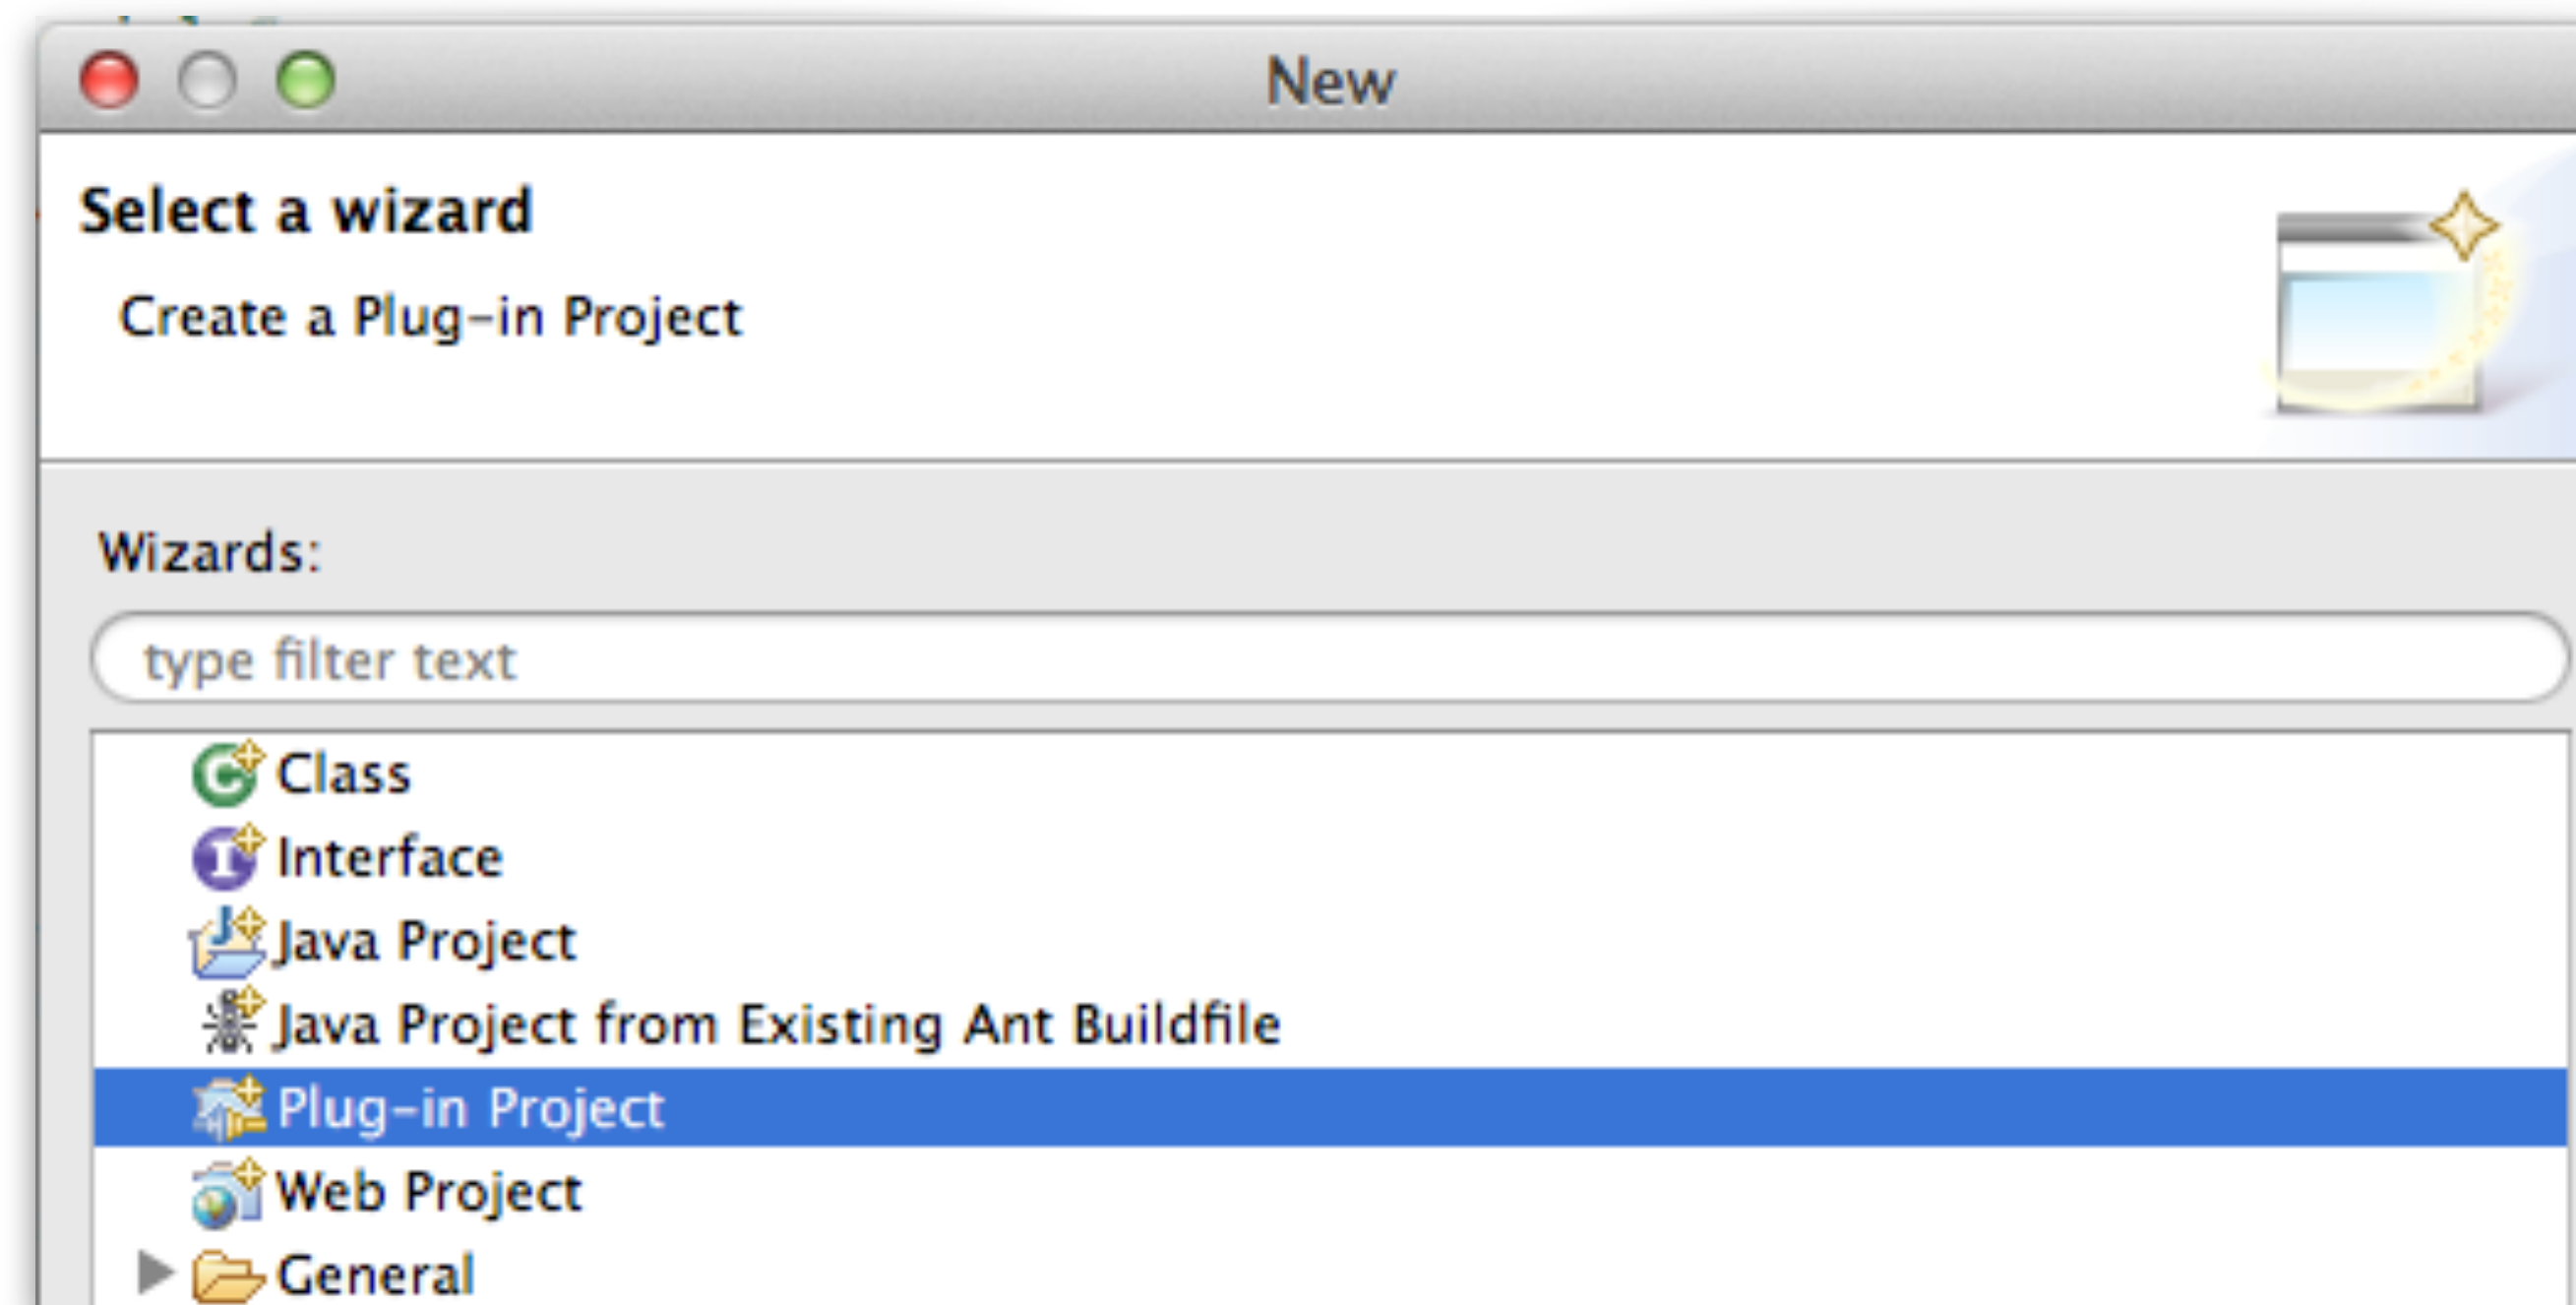 New
Select a wizard
Create a Plug-in Project
Wizards:
type filter text
Class
Interface
Java Project
Java Project from Existing Ant Buildfile
Plug-in Project
Web Project
General